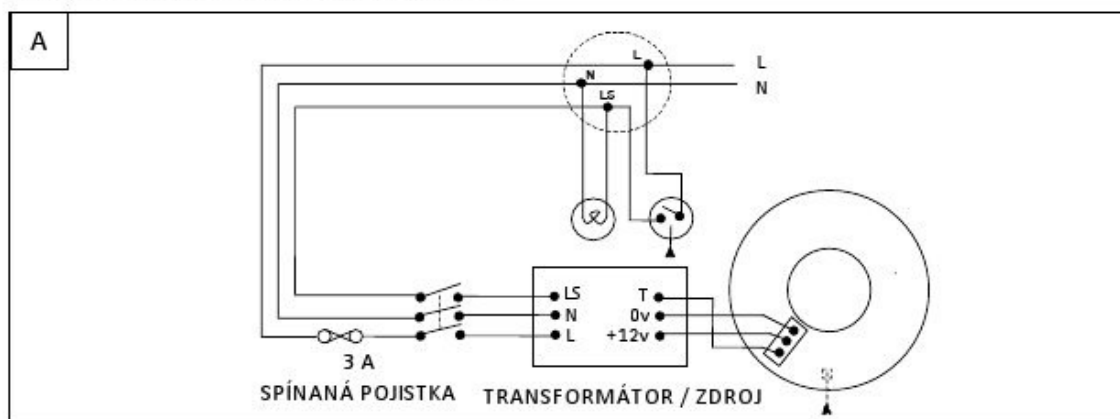 A
L
L
N
N
LS
LS
T
N
0v
L
+12v
3 A
SPÍNANÁ POJISTKA
TRANSFORMÁTOR / ZDROJ